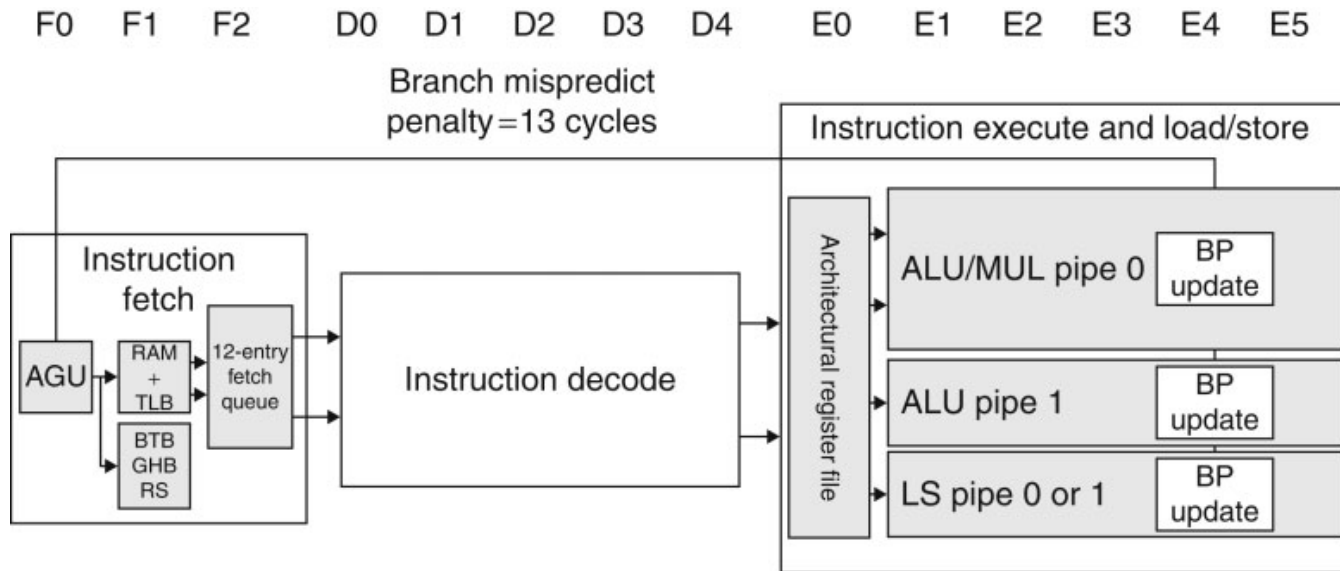 F0 F1 F2 D0 D1 D2 D3 D4 E0 E1 E2 E3 E4 E5
Branch mispredict
penalty=13 cycles
Instruction execute and load/store
Instruction
fetch
AGU
RAM
+
TLB
BTB
GHB
RS
12-entry
fetch
queue
Instruction decode
Architectural register file
ALU/MUL pipe 0
BP
update
ALU pipe 1
BP
update
LS pipe 0 or 1
BP
update